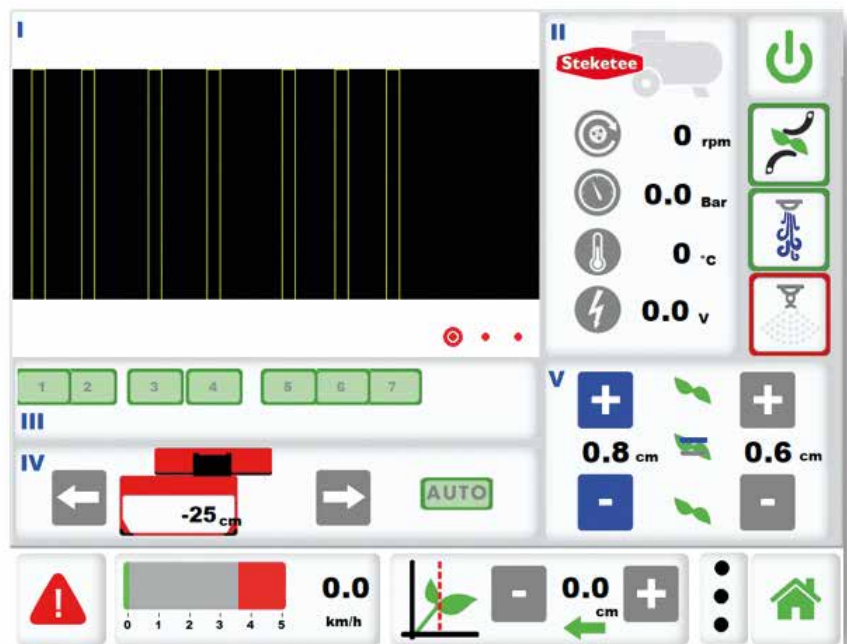 I
II
Steketee
0 rpm
0.0 Bar
0 °C
0.0 V
1 2 3 4 5 6 7
III
IV
-25 cm
AUTO
V
+ +
0.8 cm 0.6 cm
- -
!
0 1 2 3 4 5
0.0
km/h
- 0.0 +
cm